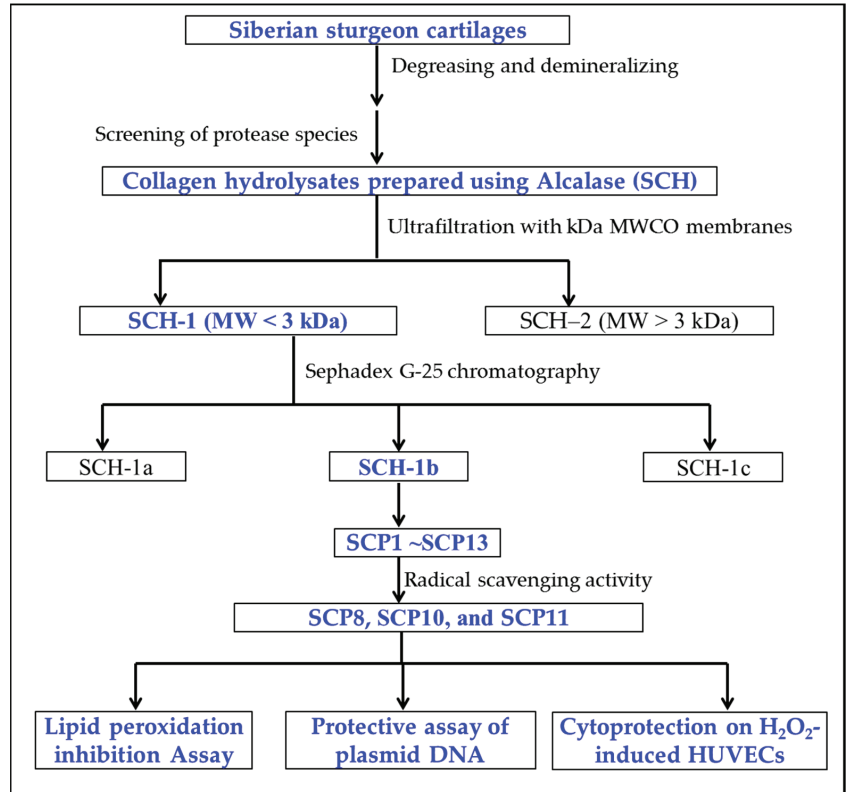 Siberian sturgeon cartilages
Degreasing and demineralizing
Screening of protease species
Collagen hydrolysates prepared using Alcalase (SCH)
Ultrafiltration with kDa MWCO membranes
SCH-1 (MW < 3 kDa)
SCH–2 (MW > 3 kDa)
Sephadex G-25 chromatography
SCH-1a
SCH-1b
SCH-1c
SCP1 ~SCP13
Radical scavenging activity
SCP8, SCP10, and SCP11
Lipid peroxidation
inhibition Assay
Protective assay of
plasmid DNA
Cytoprotection on H₂O₂-
induced HUVECs